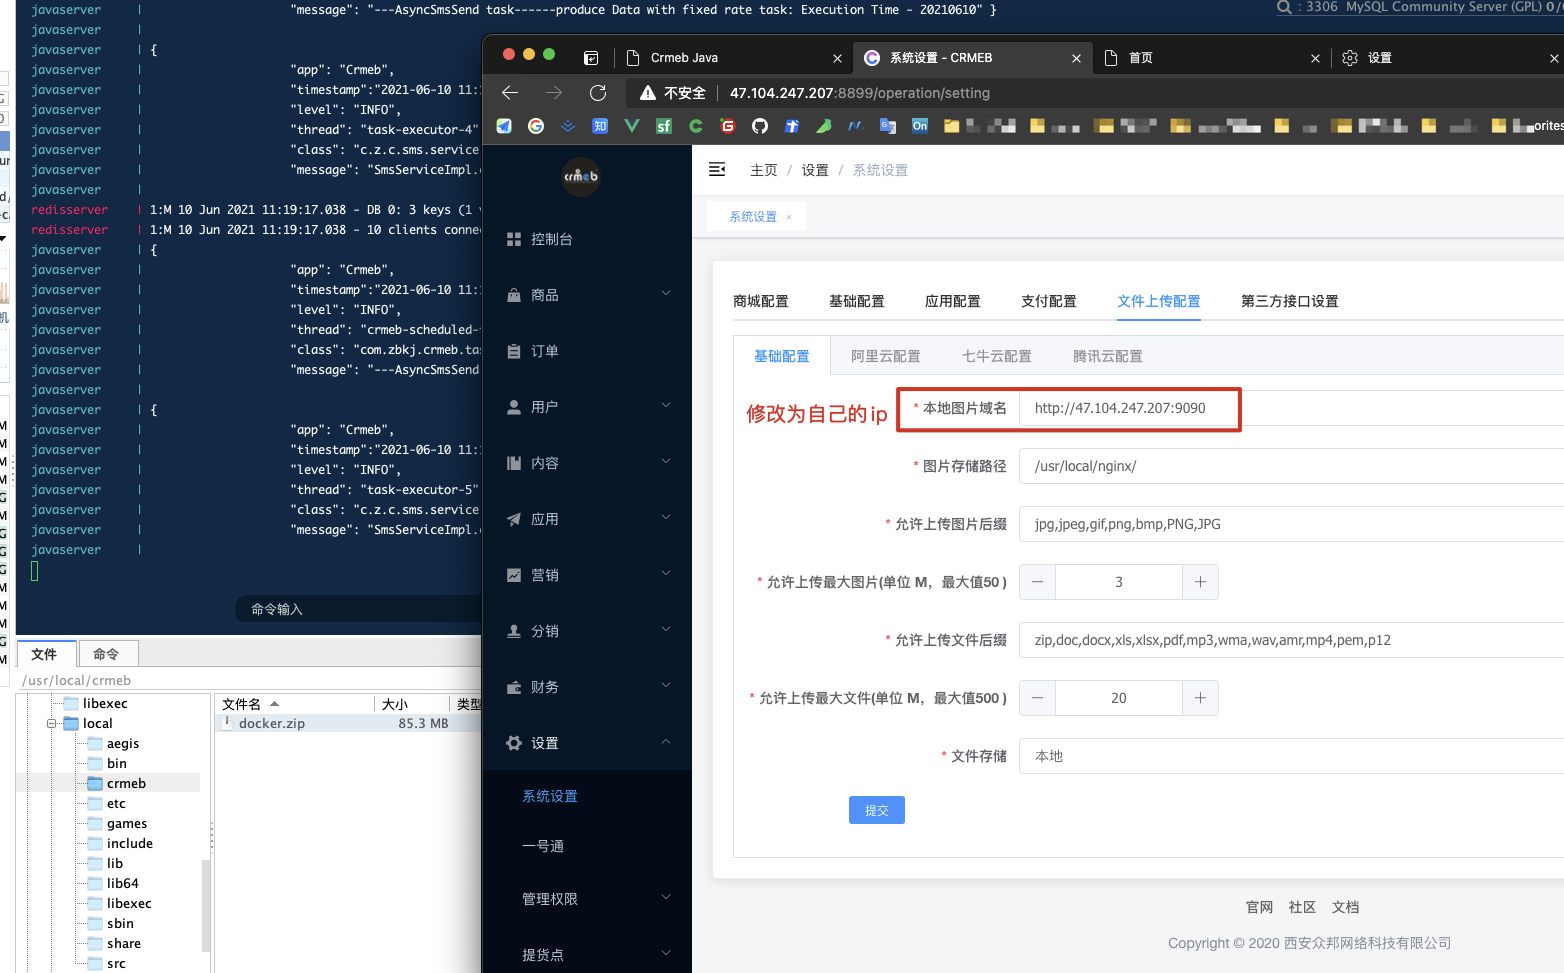 javaserver | "message": "---AsyncSmsSend task------produce Data with fixed rate task: Execution Time - 20210610" }
javaserver |
javaserver | {
javaserver | "app": "Crmeb",
javaserver | "timestamp":"2021-06-10 11:
javaserver | "level": "INFO",
javaserver | "thread": "task-executor-4"
javaserver | "class": "c.z.c.sms.service
javaserver | "message": "SmsServiceImpl.
javaserver |
redisserver | 1:M 10 Jun 2021 11:19:17.038 - DB 0: 3 keys (1
redisserver | 1:M 10 Jun 2021 11:19:17.038 - 10 clients conne
javaserver | {
javaserver | "app": "Crmeb",
javaserver | "timestamp":"2021-06-10 11:
javaserver | "level": "INFO",
javaserver | "thread": "crmeb-scheduled-
javaserver | "class": "com.zbkj.crmeb.ta
javaserver | "message": "---AsyncSmsSend
javaserver |
javaserver | {
javaserver | "app": "Crmeb",
javaserver | "timestamp":"2021-06-10 11:
javaserver | "level": "INFO",
javaserver | "thread": "task-executor-5"
javaserver | "class": "c.z.c.sms.service
javaserver | "message": "SmsServiceImpl.
javaserver |
命令输入
文件 命令
/usr/local/crmeb
libexec
local
aegis
bin
crmeb
etc
games
include
lib
lib64
libexec
sbin
share
src
文件名 大小 类型
docker.zip 85.3 MB
: 3306 MySQL Community Server (GPL) 0/
Crmeb Java
系统设置 - CRMEB
首页
设置
不安全 47.104.247.207:8899/operation/setting
知 sf On orites
crmeb
控制台
商品
订单
用户
内容
应用
营销
分销
财务
设置
系统设置
一号通
管理权限
提货点
主页 / 设置 / 系统设置
系统设置 ×
商城配置 基础配置 应用配置 支付配置 文件上传配置 第三方接口设置
基础配置 阿里云配置 七牛云配置 腾讯云配置
修改为自己的ip
* 本地图片域名 http://47.104.247.207:9090
* 图片存储路径 /usr/local/nginx/
* 允许上传图片后缀 jpg,jpeg,gif,png,bmp,PNG,JPG
* 允许上传最大图片(单位 M，最大值50 ) － 3 ＋
* 允许上传文件后缀 zip,doc,docx,xls,xlsx,pdf,mp3,wma,wav,amr,mp4,pem,p12
* 允许上传最大文件(单位 M，最大值500 ) － 20 ＋
* 文件存储 本地
提交
官网 社区 文档
Copyright © 2020 西安众邦网络科技有限公司